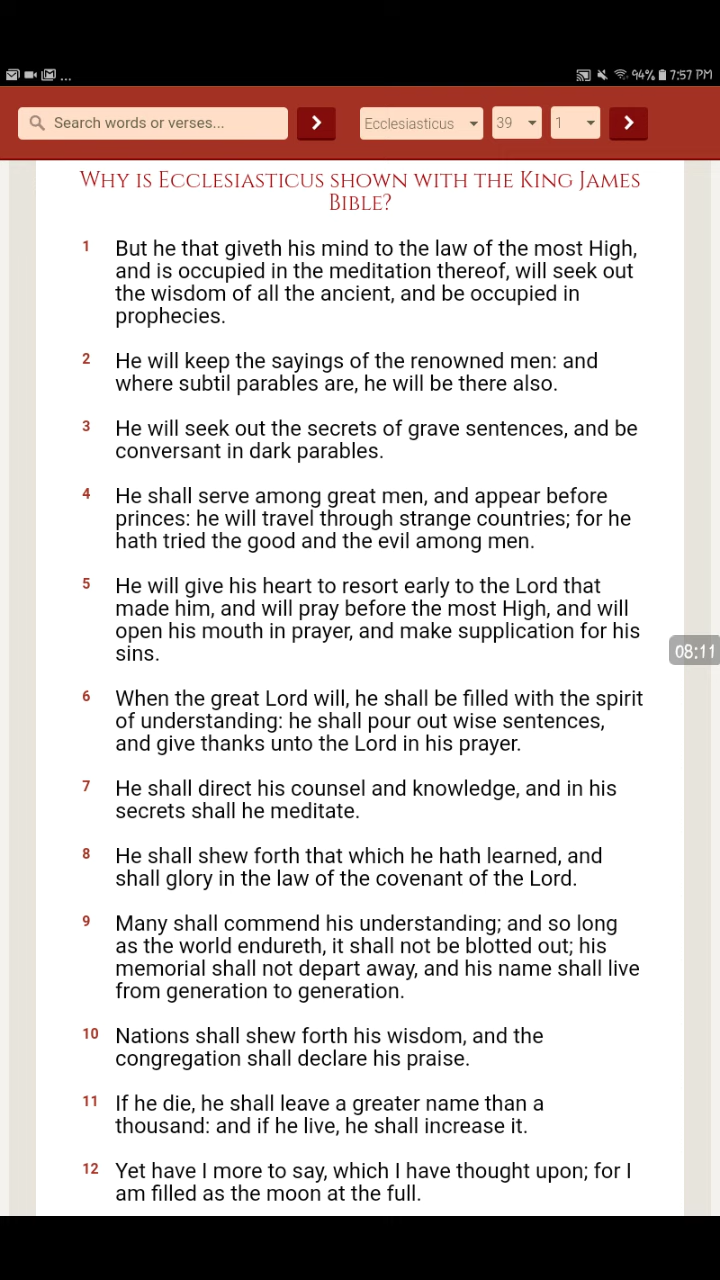 ... 94% 7:57 PM
Search words or verses... Ecclesiasticus 39 1
Why is Ecclesiasticus shown with the King James
Bible?
1 But he that giveth his mind to the law of the most High,
and is occupied in the meditation thereof, will seek out
the wisdom of all the ancient, and be occupied in
prophecies.
2 He will keep the sayings of the renowned men: and
where subtil parables are, he will be there also.
3 He will seek out the secrets of grave sentences, and be
conversant in dark parables.
4 He shall serve among great men, and appear before
princes: he will travel through strange countries; for he
hath tried the good and the evil among men.
5 He will give his heart to resort early to the Lord that
made him, and will pray before the most High, and will
open his mouth in prayer, and make supplication for his
sins.
08:11
6 When the great Lord will, he shall be filled with the spirit
of understanding: he shall pour out wise sentences,
and give thanks unto the Lord in his prayer.
7 He shall direct his counsel and knowledge, and in his
secrets shall he meditate.
8 He shall shew forth that which he hath learned, and
shall glory in the law of the covenant of the Lord.
9 Many shall commend his understanding; and so long
as the world endureth, it shall not be blotted out; his
memorial shall not depart away, and his name shall live
from generation to generation.
10 Nations shall shew forth his wisdom, and the
congregation shall declare his praise.
11 If he die, he shall leave a greater name than a
thousand: and if he live, he shall increase it.
12 Yet have I more to say, which I have thought upon; for I
am filled as the moon at the full.